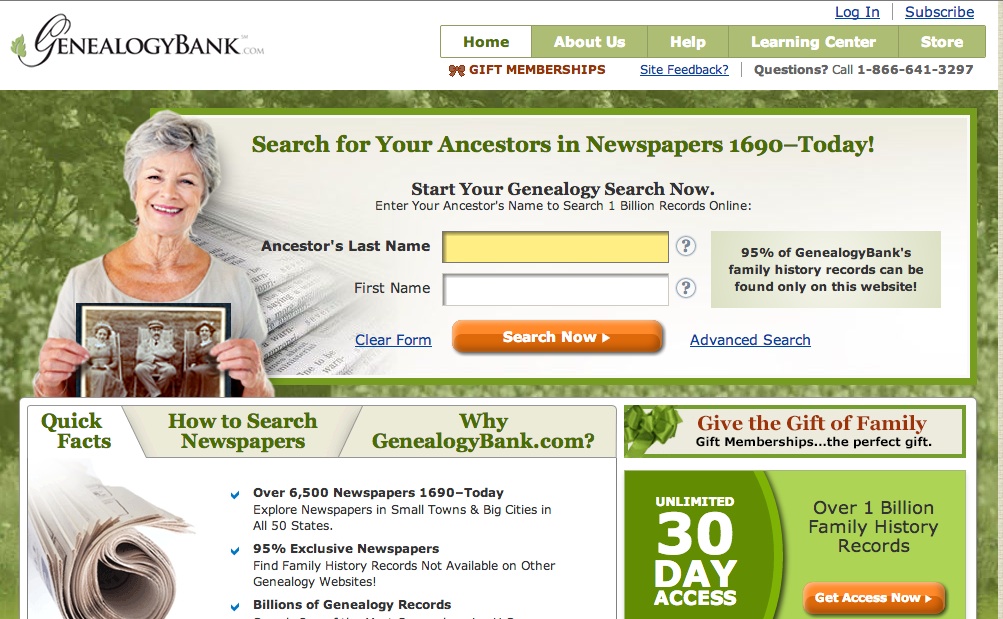 Log In | Subscribe
GENEALOGYBANK™.COM
Home
About Us
Help
Learning Center
Store
GIFT MEMBERSHIPS
Site Feedback? | Questions? Call 1-866-641-3297
Search for Your Ancestors in Newspapers 1690–Today!
Start Your Genealogy Search Now.
Enter Your Ancestor's Name to Search 1 Billion Records Online:
Ancestor's Last Name
?
First Name
?
95% of GenealogyBank's
family history records can be
found only on this website!
Clear Form
Search Now
Advanced Search
Quick
Facts
How to Search
Newspapers
Why
GenealogyBank.com?
Over 6,500 Newspapers 1690–Today
Explore Newspapers in Small Towns & Big Cities in
All 50 States.
95% Exclusive Newspapers
Find Family History Records Not Available on Other
Genealogy Websites!
Billions of Genealogy Records
Give the Gift of Family
Gift Memberships...the perfect gift.
UNLIMITED
30
DAY
ACCESS
Over 1 Billion
Family History
Records
Get Access Now